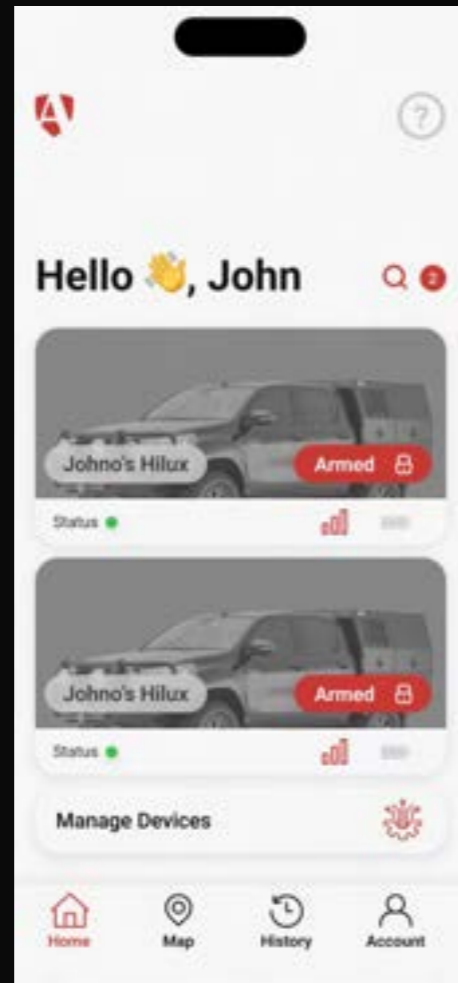 ?
Hello 👋, John
2
Johno's Hilux
Armed
Status
Johno's Hilux
Armed
Status
Manage Devices
Home Map History Account